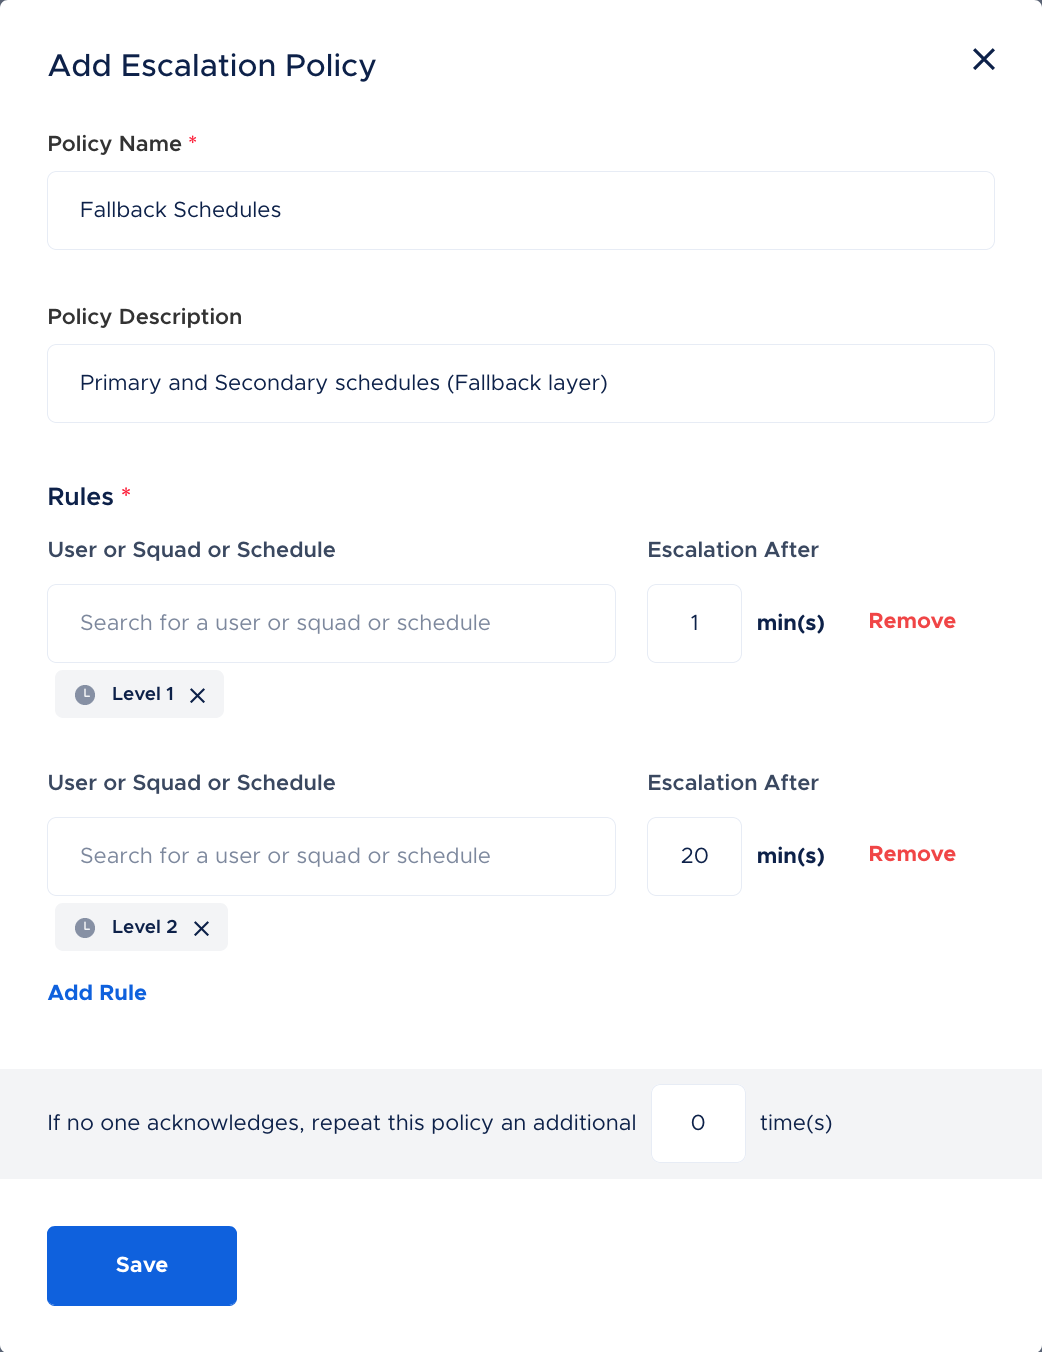 Add Escalation Policy
Policy Name *
Fallback Schedules
Policy Description
Primary and Secondary schedules (Fallback layer)
Rules *
User or Squad or Schedule
Escalation After
Search for a user or squad or schedule
1 min(s)
Remove
Level 1
User or Squad or Schedule
Escalation After
Search for a user or squad or schedule
20 min(s)
Remove
Level 2
Add Rule
If no one acknowledges, repeat this policy an additional 0 time(s)
Save